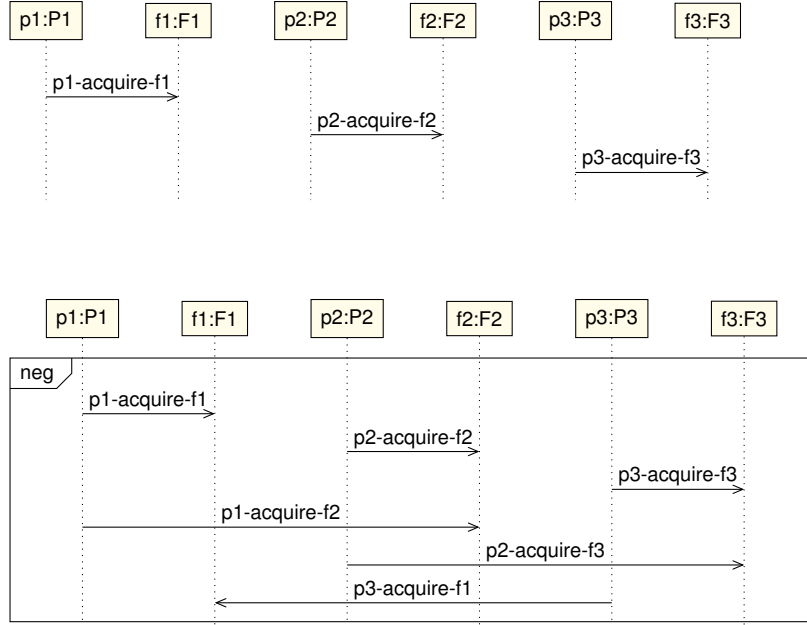 p1:P1 f1:F1 p2:P2 f2:F2 p3:P3 f3:F3
p1-acquire-f1
p2-acquire-f2
p3-acquire-f3
p1:P1 f1:F1 p2:P2 f2:F2 p3:P3 f3:F3
neg
p1-acquire-f1
p2-acquire-f2
p3-acquire-f3
p1-acquire-f2
p2-acquire-f3
p3-acquire-f1